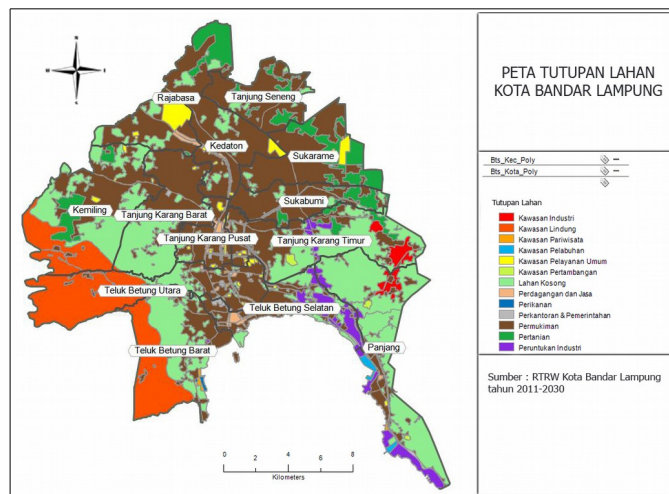 PETA TUTUPAN LAHAN
KOTA BANDAR LAMPUNG
Bts_Kec_Poly
Bts_Kota_Poly
Tutupan Lahan
Kawasan Industri
Kawasan Lindung
Kawasan Pariwisata
Kawasan Pelabuhan
Kawasan Pelayanan Umum
Kawasan Pertambangan
Lahan Kosong
Perdagangan dan Jasa
Perikanan
Perkantoran & Pemerintahan
Permukiman
Pertanian
Peruntukan Industri
Sumber : RTRW Kota Bandar Lampung
tahun 2011-2030
N
Rajabasa
Tanjung Seneng
Kedaton
Sukarame
Sukabumi
Kemiling
Tanjung Karang Barat
Tanjung Karang Pusat
Tanjung Karang Timur
Teluk Betung Utara
Teluk Betung Selatan
Teluk Betung Barat
Panjang
0 2 4 6 8
Kilometers